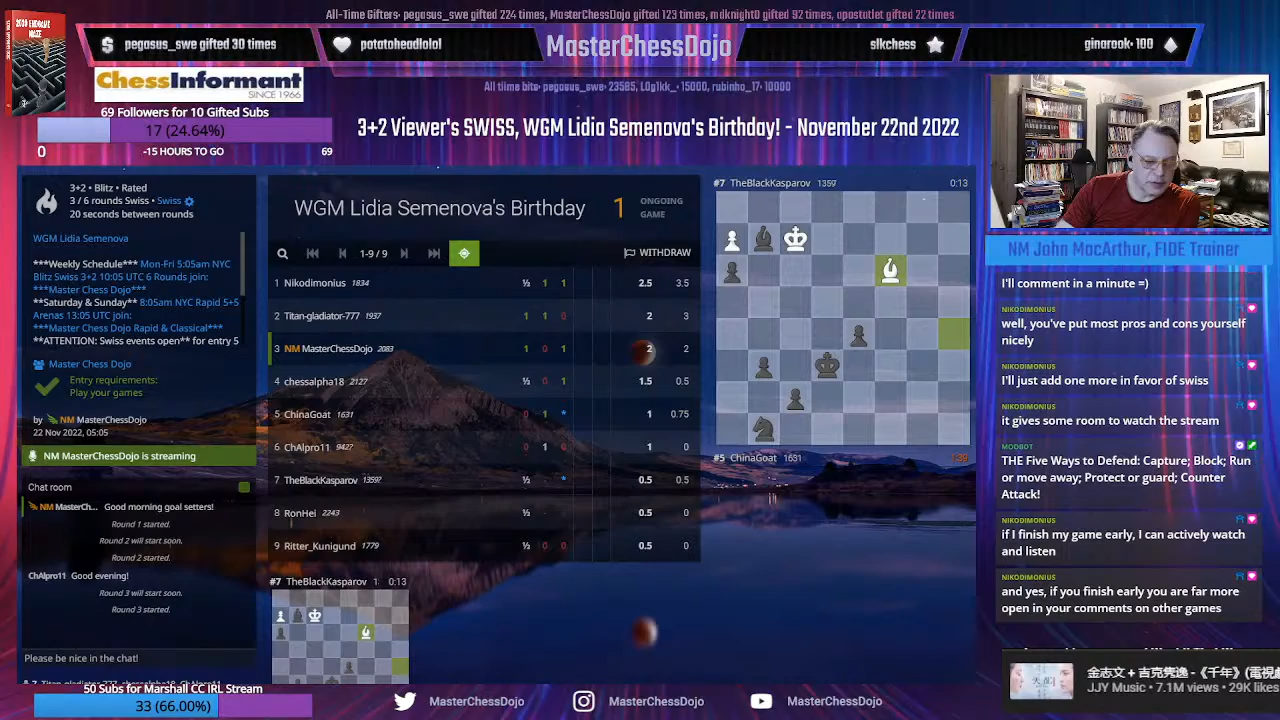 All-Time Gifters• pegasus_swe gifted 224 times, MasterChessDojo gifted 123 times, mdknight0 gifted 92 times, apostatlet gifted 22 times
pegasus_swe gifted 30 times
potatoheadlolol
MasterChessDojo
slkchess
ginarook• 100
ChessInformant
SINCE 1966
All time bits• pegasus_swe• 23585, L0g1kk_• 15000, rubinho_17• 10000
69 Followers for 10 Gifted Subs
17 (24.64%)
0
-15 HOURS TO GO
69
3+2 Viewer's SWISS, WGM Lidia Semenova's Birthday! - November 22nd 2022
3+2 • Blitz • Rated
3 / 6 rounds Swiss • Swiss
20 seconds between rounds
WGM Lidia Semenova
***Weekly Schedule*** Mon-Fri 5:05am NYC
Blitz Swiss 3+2 10:05 UTC 6 Rounds join:
***Master Chess Dojo***
**Saturday & Sunday** 8:05am NYC Rapid 5+5
Arenas 13:05 UTC join:
***Master Chess Dojo Rapid & Classical***
**ATTENTION: Swiss events open** for entry 5
Master Chess Dojo
Entry requirements:
Play your games
by NM MasterChessDojo
22 Nov 2022, 05:05
NM MasterChessDojo is streaming
Chat room
NM MasterCh... Good morning goal setters!
Round 1 started.
Round 2 will start soon.
Round 2 started.
ChAlpro11 Good evening!
Round 3 will start soon.
Round 3 started.
Please be nice in the chat!
WGM Lidia Semenova's Birthday
1 ONGOING GAME
1-9 / 9
WITHDRAW
1 Nikodimonius 1834 ½ 1 1 2.5 3.5
2 Titan-gladiator-777 1937 1 1 0 2 3
3 NM MasterChessDojo 2083 1 0 1 2 2
4 chessalpha18 2127 ½ 0 1 1.5 0.5
5 ChinaGoat 1631 0 1 * 1 0.75
6 ChAlpro11 942? 0 1 0 1 0
7 TheBlackKasparov 1359? ½ * 0.5 0.5
8 RonHei 2243 ½ 0.5 0
9 Ritter_Kunigund 1779 ½ 0 0 0.5 0
#7 TheBlackKasparov 1 0:13
#7 TheBlackKasparov 1359 0:13
#5 ChinaGoat 1631
NM John MacArthur, FIDE Trainer
I'll comment in a minute =)
NIKODIMONIUS
well, you've put most pros and cons yourself
nicely
NIKODIMONIUS
I'll just add one more in favor of swiss
NIKODIMONIUS
it gives some room to watch the stream
MODBOT
THE Five Ways to Defend: Capture; Block; Run
or move away; Protect or guard; Counter
Attack!
NIKODIMONIUS
if I finish my game early, I can actively watch
and listen
NIKODIMONIUS
and yes, if you finish early you are far more
open in your comments on other games
50 Subs for Marshall CC IRL Stream
33 (66.00%)
MasterChessDojo
MasterChessDojo
MasterChessDojo
金志文 + 吉克隽逸 -《千年》(電視
JJY Music • 7.1M views • 29K likes